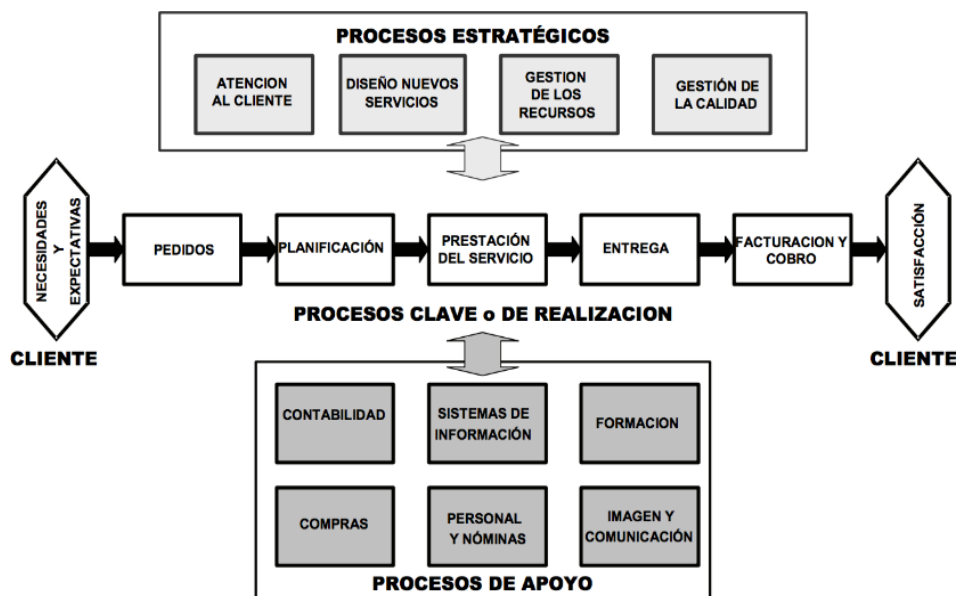 PROCESOS ESTRATÉGICOS
ATENCION
AL CLIENTE
DISEÑO NUEVOS
SERVICIOS
GESTION
DE LOS
RECURSOS
GESTIÓN DE
LA CALIDAD
NECESIDADES
Y
EXPECTATIVAS
CLIENTE
PEDIDOS
PLANIFICACIÓN
PRESTACIÓN
DEL SERVICIO
ENTREGA
FACTURACION Y
COBRO
SATISFACCIÓN
CLIENTE
PROCESOS CLAVE o DE REALIZACION
CONTABILIDAD
SISTEMAS DE
INFORMACIÓN
FORMACION
COMPRAS
PERSONAL
Y NÓMINAS
IMAGEN Y
COMUNICACIÓN
PROCESOS DE APOYO